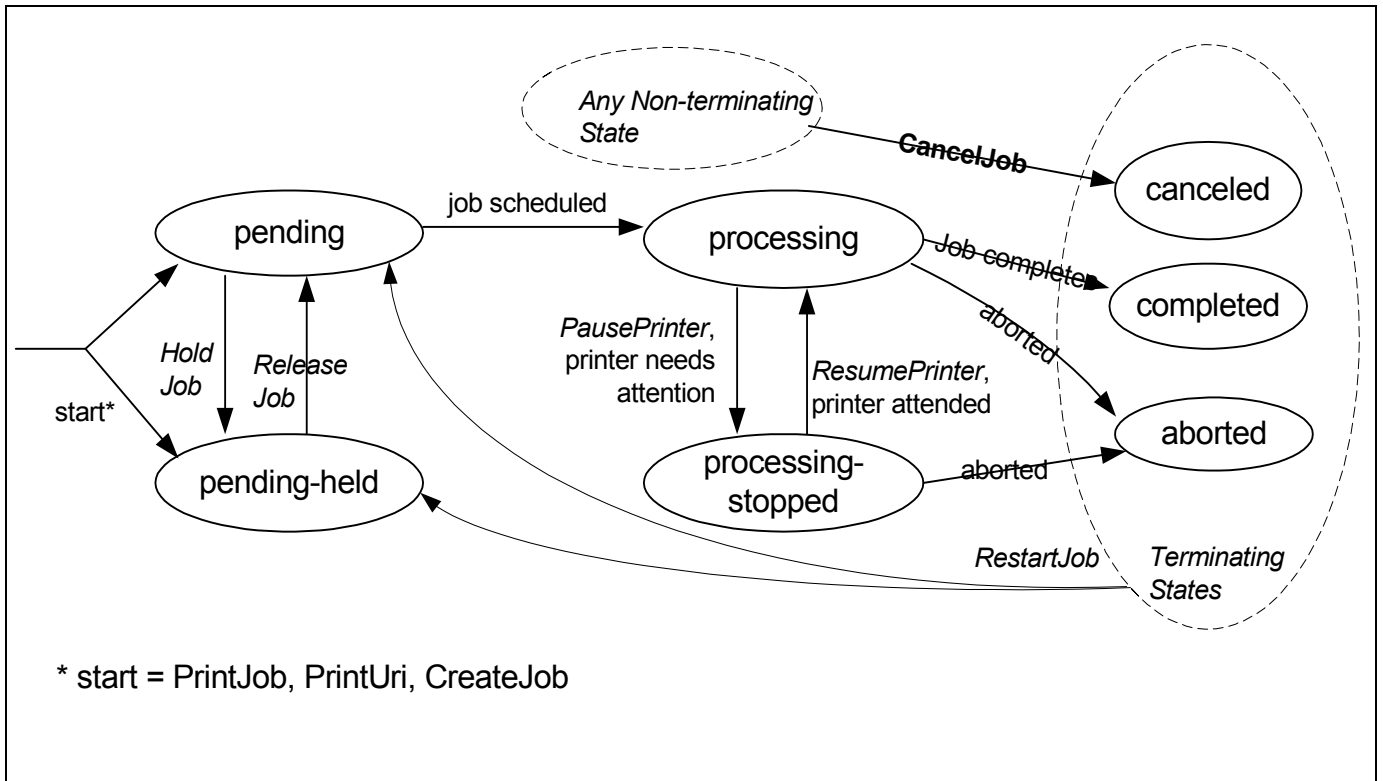 Any Non-terminating
State
CancelJob
canceled
pending
job scheduled
processing
Job completed
completed
aborted
Hold
Job
Release
Job
PausePrinter,
printer needs
attention
ResumePrinter,
printer attended
start*
aborted
pending-held
processing-
stopped
aborted
RestartJob
Terminating
States
* start = PrintJob, PrintUri, CreateJob